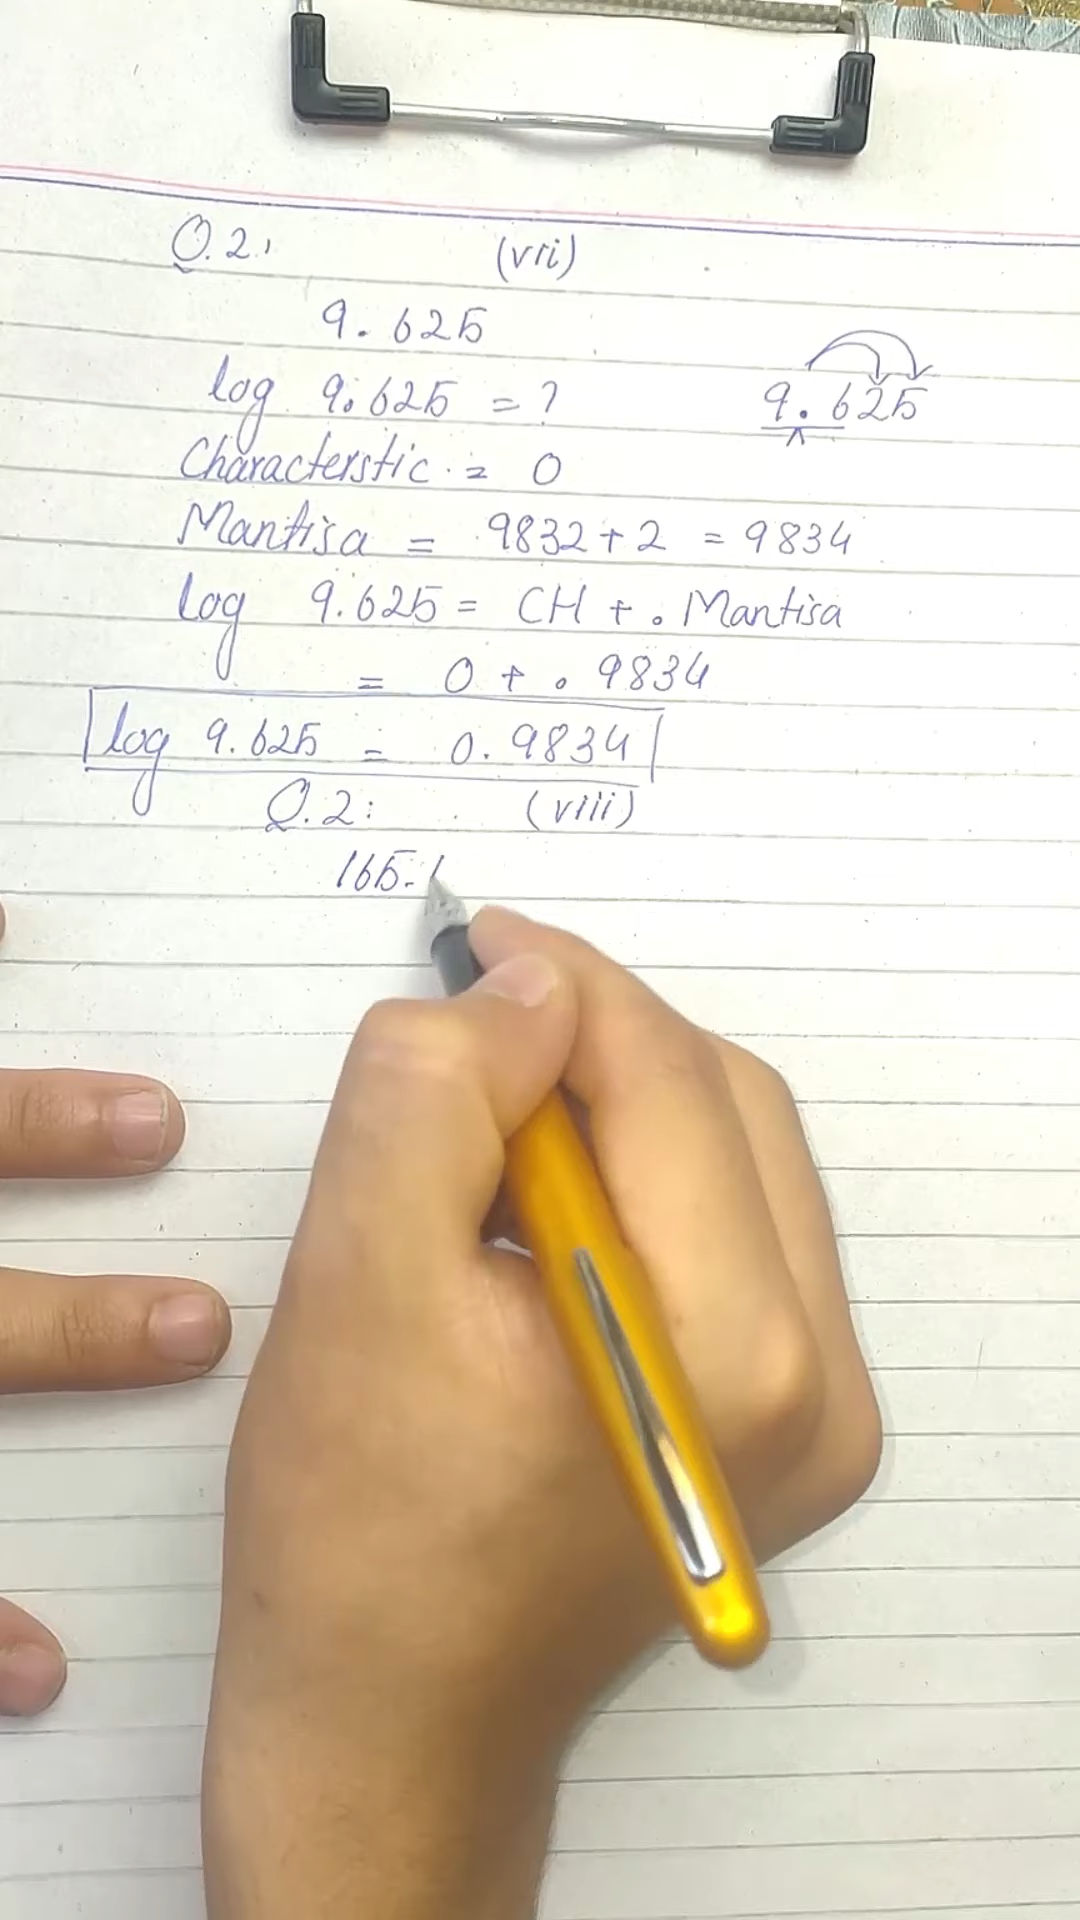 Q.2: (vii)
9.625
log 9.625 = ?
9.625
Characterstic = 0
Mantisa = 9832 + 2 = 9834
log 9.625 = CH + . Mantisa
= 0 + . 9834
log 9.625 = 0.9834
Q.2: (viii)
165.1